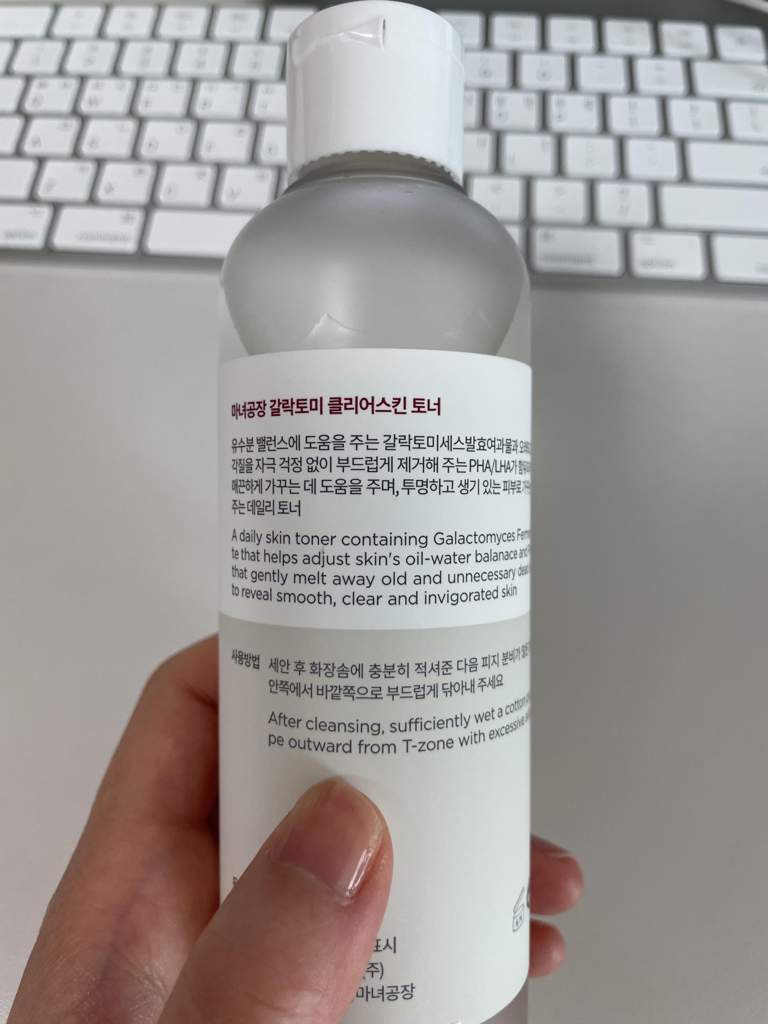 마녀공장 갈락토미 클리어스킨 토너
유수분 밸런스에 도움을 주는 갈락토미세스발효여과물과
각질을 자극 걱정 없이 부드럽게 제거해 주는 PHA/LHA가
매끈하게 가꾸는 데 도움을 주며, 투명하고 생기 있는 피부로
주는 데일리 토너
A daily skin toner containing Galactomyces
te that helps adjust skin's oil-water balanace and
that gently melt away old and unnecessary
to reveal smooth, clear and invigorated skin
사용방법 세안 후 화장솜에 충분히 적셔준 다음 피지 분비가
안쪽에서 바깥쪽으로 부드럽게 닦아내 주세요
After cleansing, sufficiently wet a cotton
pe outward from T-zone with excessive
표시
(주)
마녀공장
command
command
option